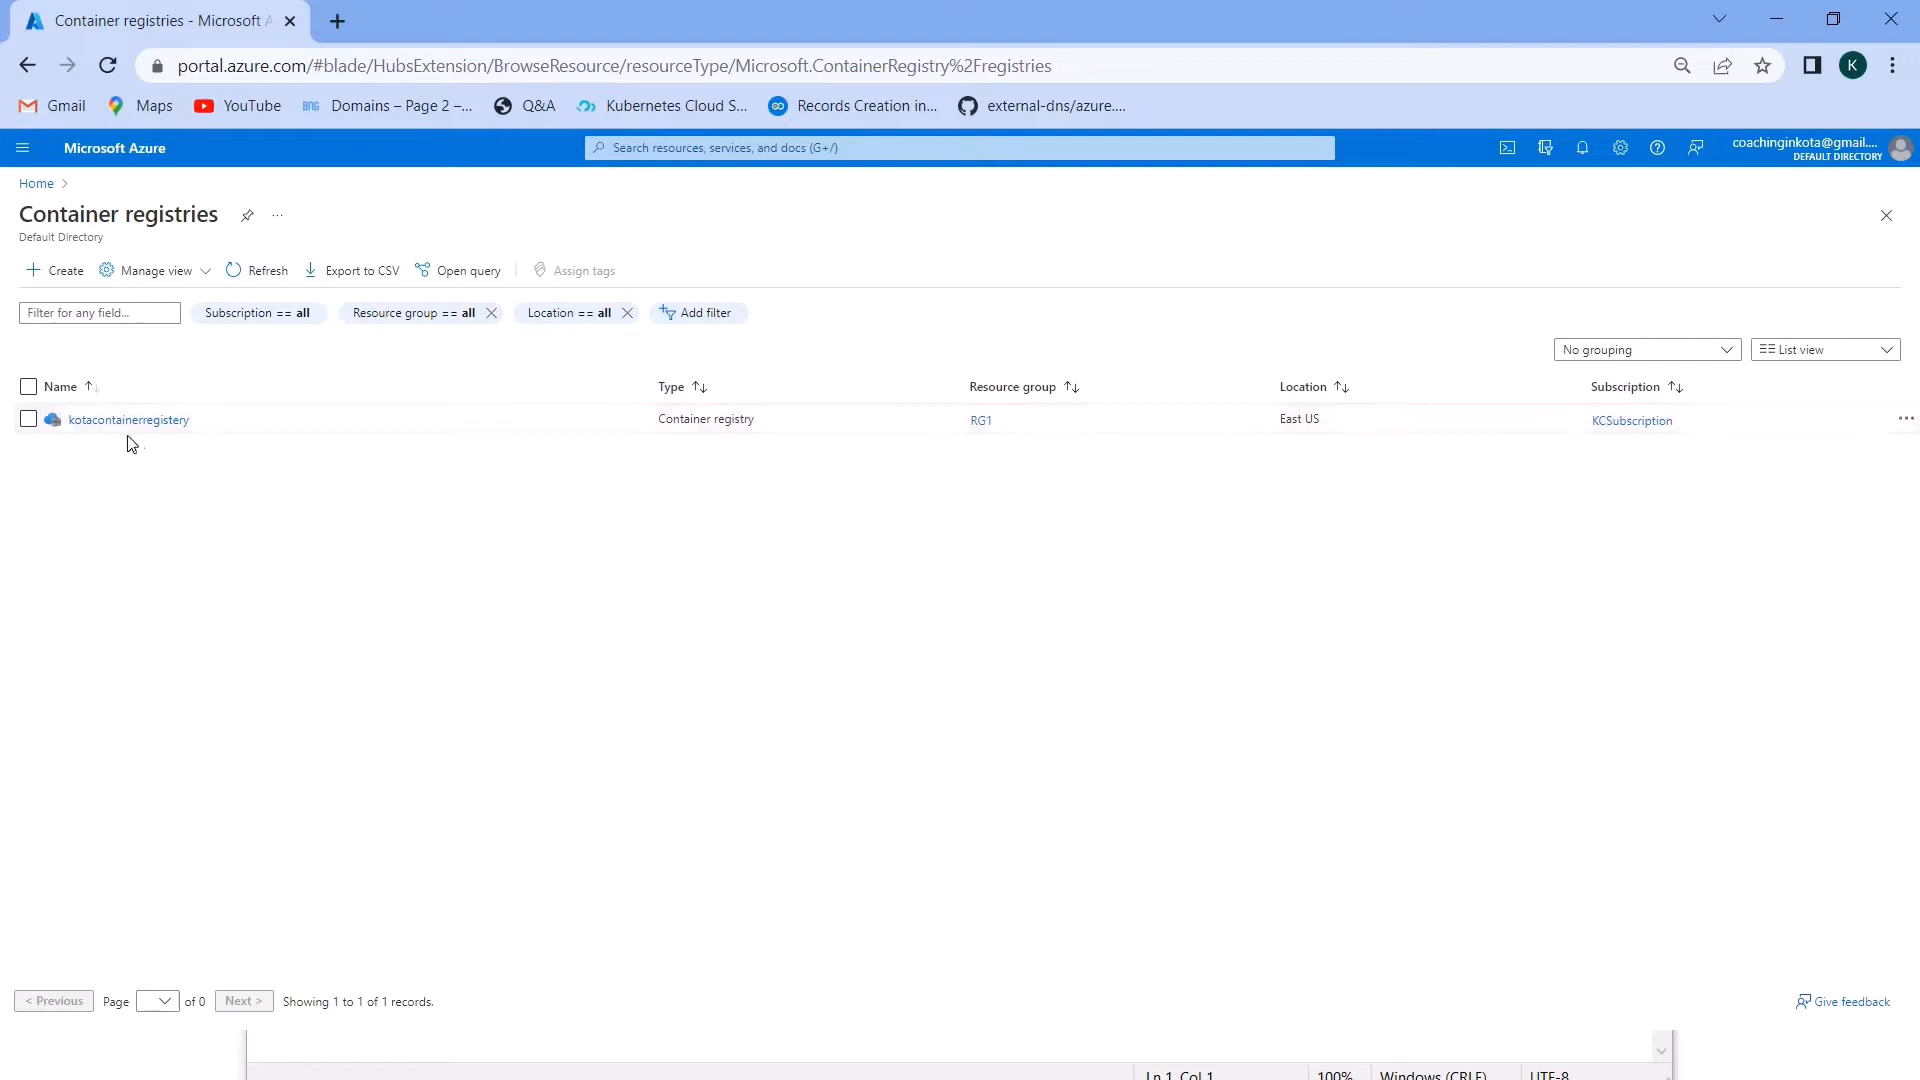 Container registries - Microsoft A
portal.azure.com/#blade/HubsExtension/BrowseResource/resourceType/Microsoft.ContainerRegistry%2Fregistries
K
Gmail Maps YouTube BNG Domains – Page 2 –... Q&A Kubernetes Cloud S... Records Creation in... external-dns/azure....
Microsoft Azure
Search resources, services, and docs (G+/)
coachinginkota@gmail....
DEFAULT DIRECTORY
Home >
Container registries
...
Default Directory
Create Manage view Refresh Export to CSV Open query Assign tags
Filter for any field... Subscription == all Resource group == all Location == all Add filter
No grouping List view
Name Type Resource group Location Subscription
kotacontainerregistery Container registry RG1 East US KCSubscription ...
< Previous Page of 0 Next > Showing 1 to 1 of 1 records. Give feedback
Ln 1, Col 1 100% Windows (CRLF) UTF-8